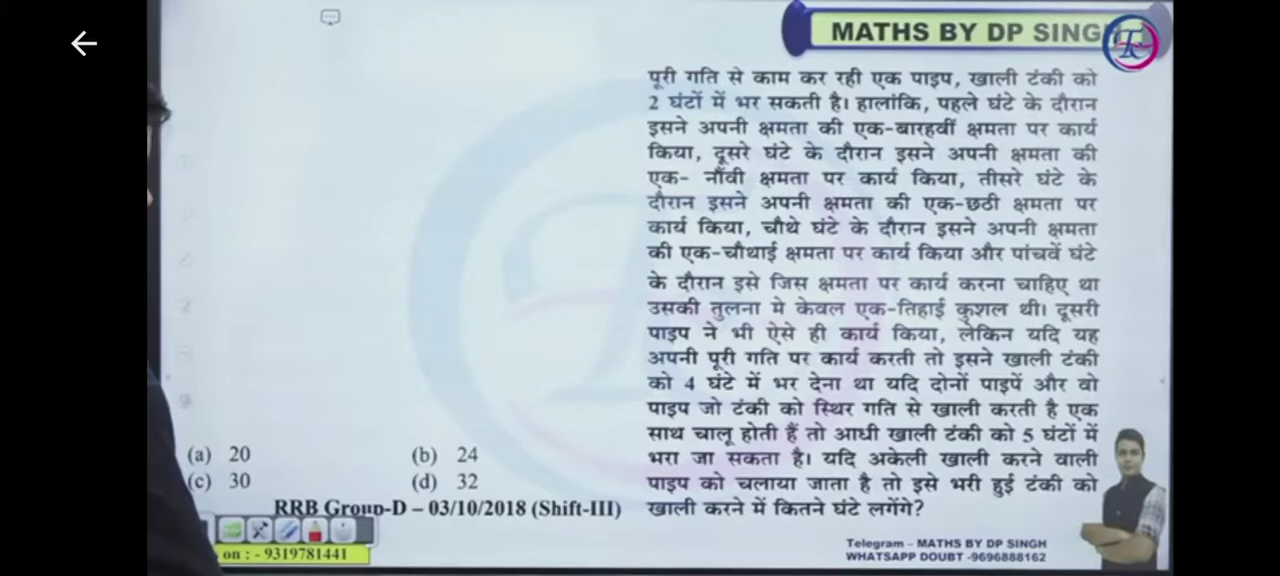 MATHS BY DP SING
पूरी गति से काम कर रही एक पाइप, खाली टंकी को
2 घंटों में भर सकती है। हालांकि, पहले घंटे के दौरान
इसने अपनी क्षमता की एक-बारहवीं क्षमता पर कार्य
किया, दूसरे घंटे के दौरान इसने अपनी क्षमता की
एक- नौंवी क्षमता पर कार्य किया, तीसरे घंटे के
दौरान इसने अपनी क्षमता की एक-छठी क्षमता पर
कार्य किया, चौथे घंटे के दौरान इसने अपनी क्षमता
की एक-चौथाई क्षमता पर कार्य किया और पांचवें घंटे
के दौरान इसे जिस क्षमता पर कार्य करना चाहिए था
उसकी तुलना मे केवल एक-तिहाई कुशल थी। दूसरी
पाइप ने भी ऐसे ही कार्य किया, लेकिन यदि यह
अपनी पूरी गति पर कार्य करती तो इसने खाली टंकी
को 4 घंटे में भर देना था यदि दोनों पाइपें और वो
पाइप जो टंकी को स्थिर गति से खाली करती है एक
साथ चालू होती हैं तो आधी खाली टंकी को 5 घंटों में
भरा जा सकता है। यदि अकेली खाली करने वाली
पाइप को चलाया जाता है तो इसे भरी हुई टंकी को
खाली करने में कितने घंटे लगेंगे?
(a) 20 (b) 24
(c) 30 (d) 32
RRB Group-D – 03/10/2018 (Shift-III)
on : - 9319781441
Telegram – MATHS BY DP SINGH
WHATSAPP DOUBT -9696888162